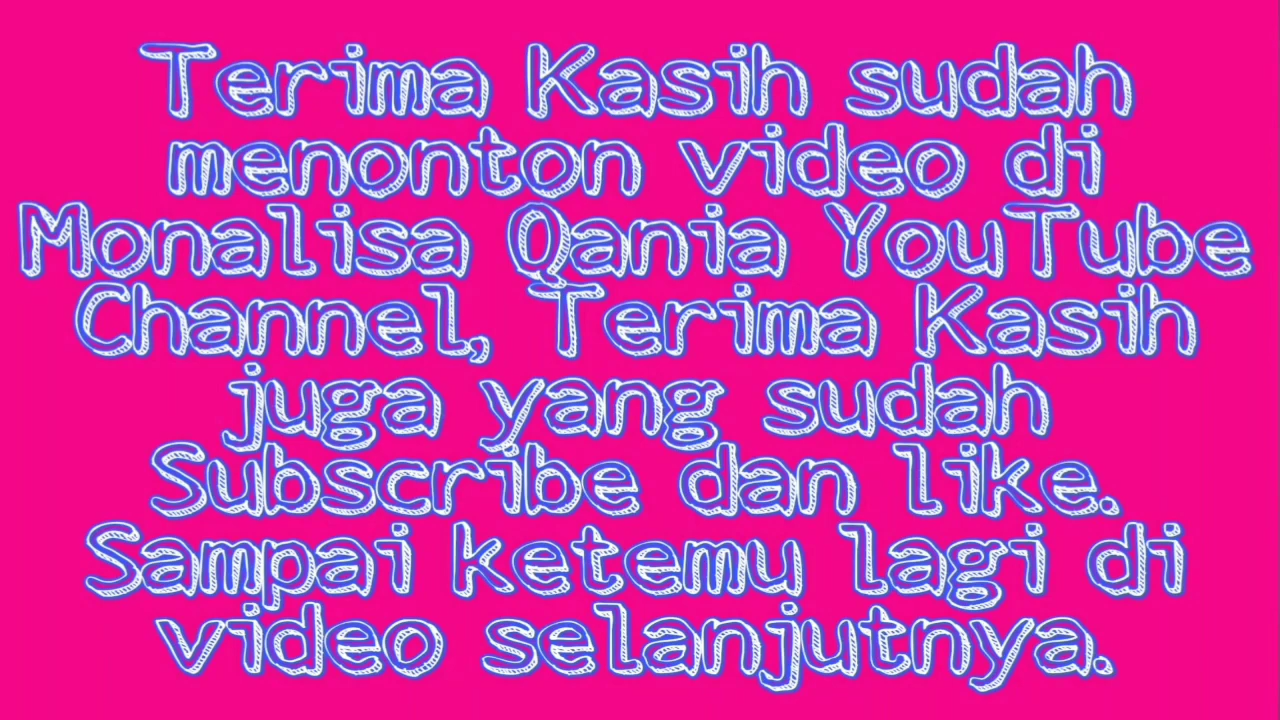 Terima Kasih sudah
menonton video di
Monalisa Qania YouTube
Channel, Terima Kasih
juga yang sudah
Subscribe dan like.
Sampai ketemu lagi di
video selanjutnya.